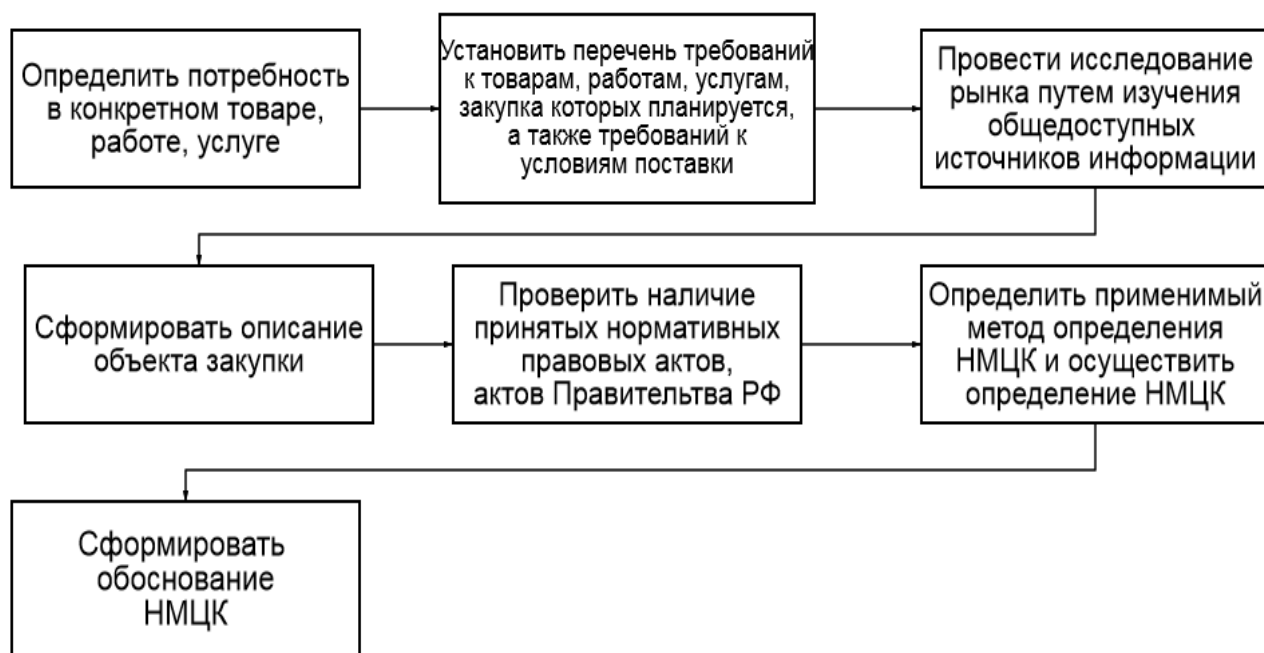 Определить потребность
в конкретном товаре,
работе, услуге
Установить перечень требований
к товарам, работам, услугам,
закупка которых планируется,
а также требований к
условиям поставки
Провести исследование
рынка путем изучения
общедоступных
источников информации
Сформировать описание
объекта закупки
Проверить наличие
принятых нормативных
правовых актов,
актов Правительтва РФ
Определить применимый
метод определения
НМЦК и осуществить
определение НМЦК
Сформировать
обоснование
НМЦК